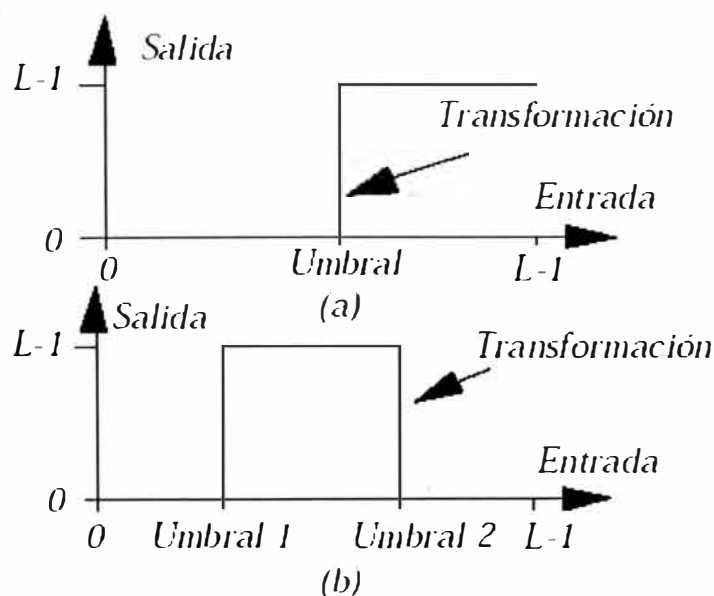 Salida
L-1
Transformación
Entrada
0
0 Umbral L-1
(a)
Salida
L-1
Transformación
Entrada
0
0 Umbral 1 Umbral 2 L-1
(b)